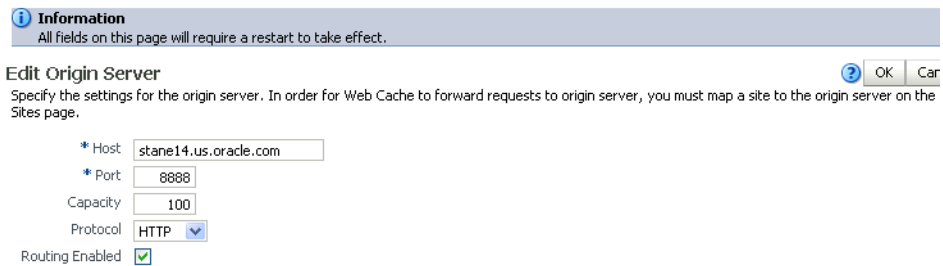 Information
All fields on this page will require a restart to take effect.
Edit Origin Server
? OK
Specify the settings for the origin server. In order for Web Cache to forward requests to origin server, you must map a site to the origin server on the
Sites page.
* Host stane14.us.oracle.com
* Port 8888
Capacity 100
Protocol HTTP
Routing Enabled